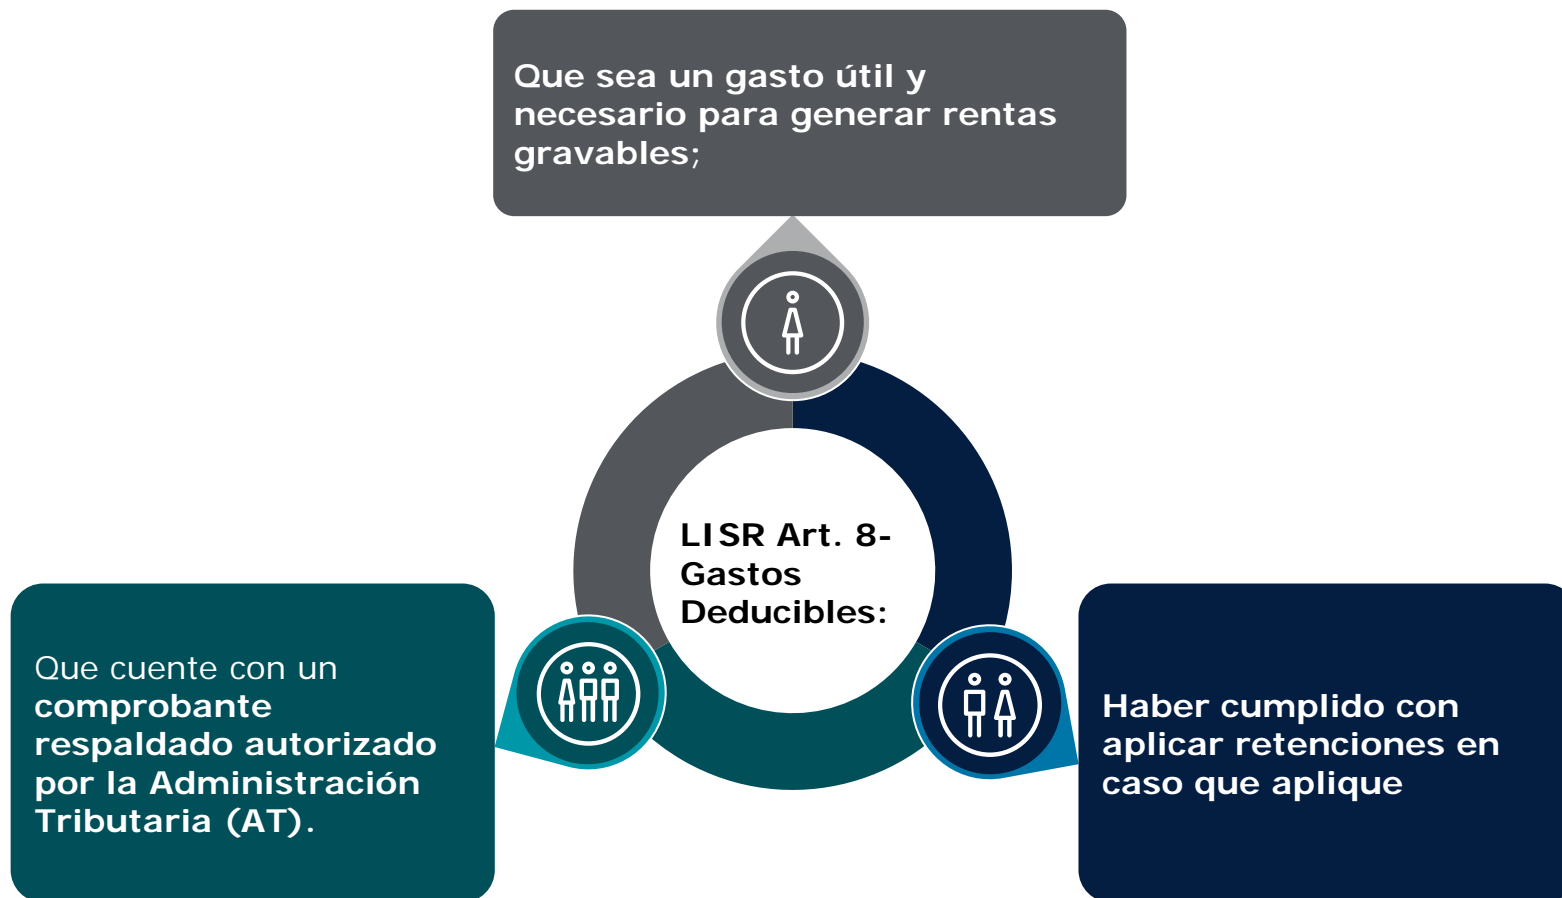 Que sea un gasto útil y
necesario para generar rentas
gravables;
LISR Art. 8-
Gastos
Deducibles:
Que cuente con un
comprobante
respaldado autorizado
por la Administración
Tributaria (AT).
Haber cumplido con
aplicar retenciones en
caso que aplique